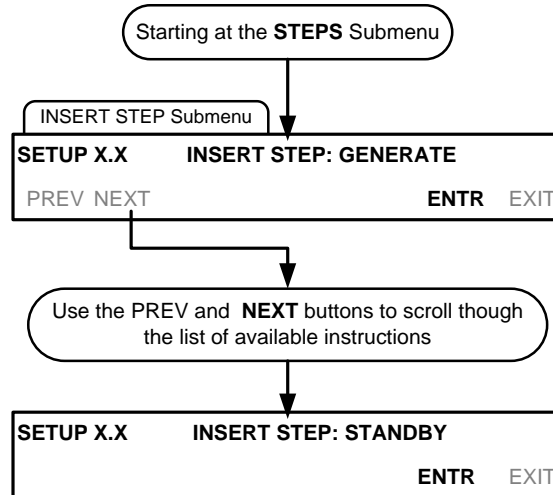 Starting at the STEPS Submenu
INSERT STEP Submenu
SETUP X.X INSERT STEP: GENERATE
PREV NEXT ENTR EXIT
Use the PREV and NEXT buttons to scroll though
the list of available instructions
SETUP X.X INSERT STEP: STANDBY
ENTR EXIT